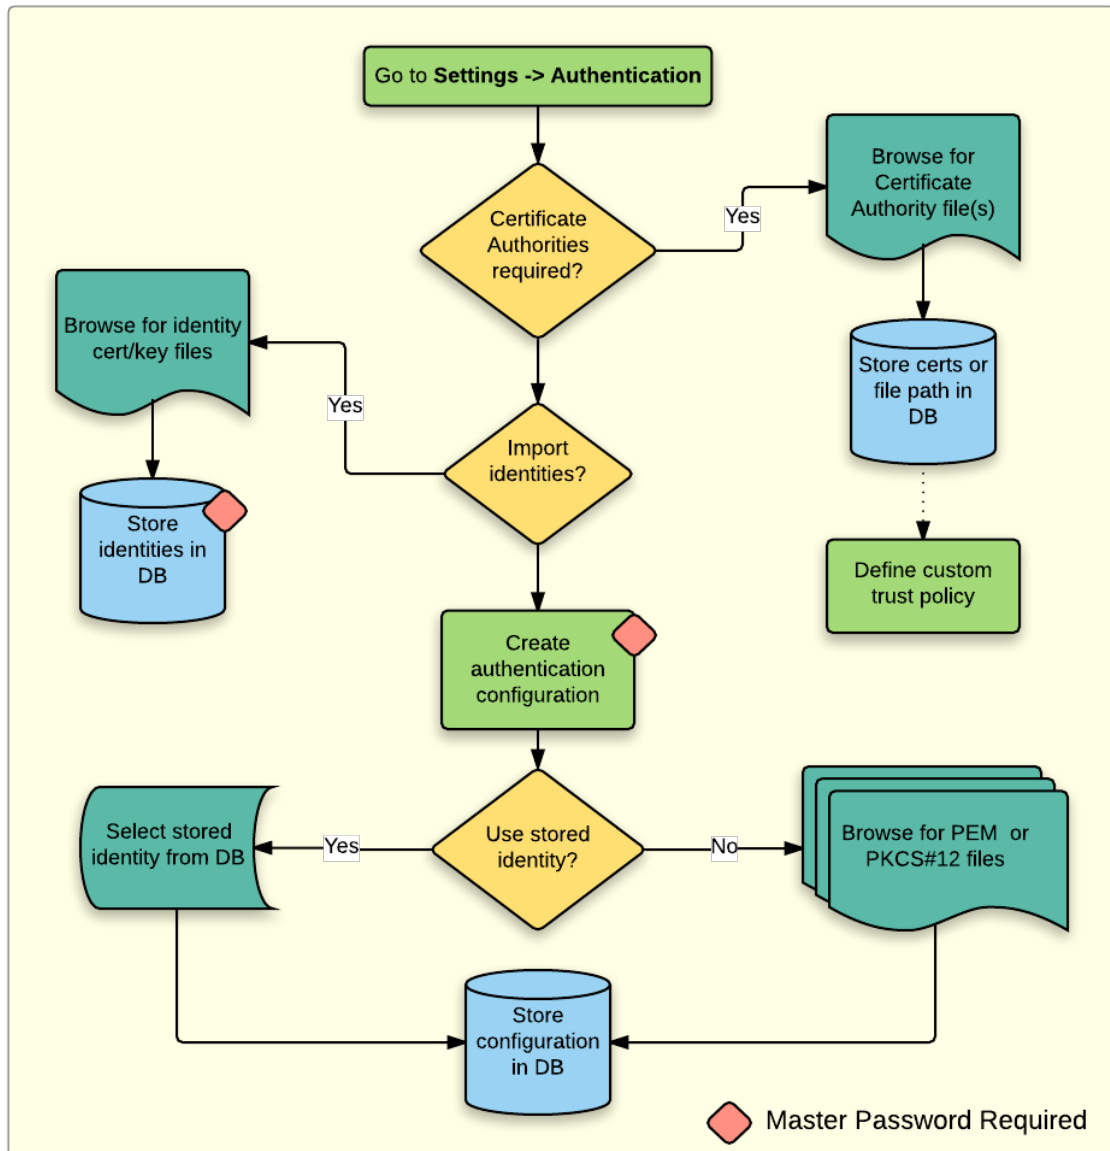 Go to Settings -> Authentication
Certificate
Authorities
required?
Yes
Browse for
Certificate
Authority file(s)
Store certs or
file path in
DB
Define custom
trust policy
Import
identities?
Yes
Browse for identity
cert/key files
Store
identities in
DB
Create
authentication
configuration
Use stored
identity?
Yes
Select stored
identity from DB
No
Browse for PEM or
PKCS#12 files
Store
configuration
in DB
Master Password Required